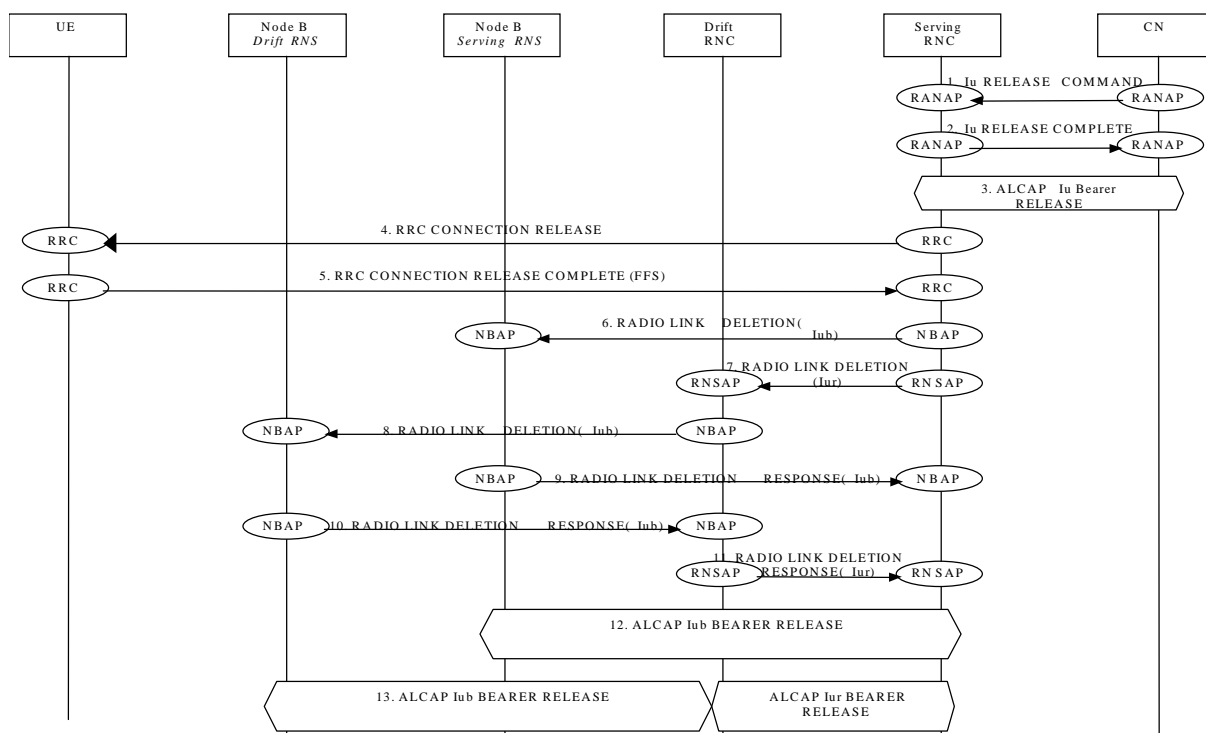 UE
Node B
Drift RNS
Node B
Serving RNS
Drift
RNC
Serving
RNC
CN
1. Iu RELEASE COMMAND
RANAP
RANAP
2. Iu RELEASE COMPLETE
RANAP
RANAP
3. ALCAP Iu Bearer
RELEASE
4. RRC CONNECTION RELEASE
RRC
RRC
5. RRC CONNECTION RELEASE COMPLETE (FFS)
RRC
RRC
6. RADIO LINK DELETION(
Iub)
NBAP
NBAP
7. RADIO LINK DELETION
(Iur)
RNSAP
RNSAP
NBAP
8. RADIO LINK DELETION( Iub)
NBAP
NBAP
9. RADIO LINK DELETION RESPONSE( Iub)
NBAP
NBAP
10. RADIO LINK DELETION RESPONSE( Iub)
NBAP
11. RADIO LINK DELETION
RESPONSE( Iur)
RNSAP
RNSAP
12. ALCAP Iub BEARER RELEASE
13. ALCAP Iub BEARER RELEASE
ALCAP Iur BEARER
RELEASE